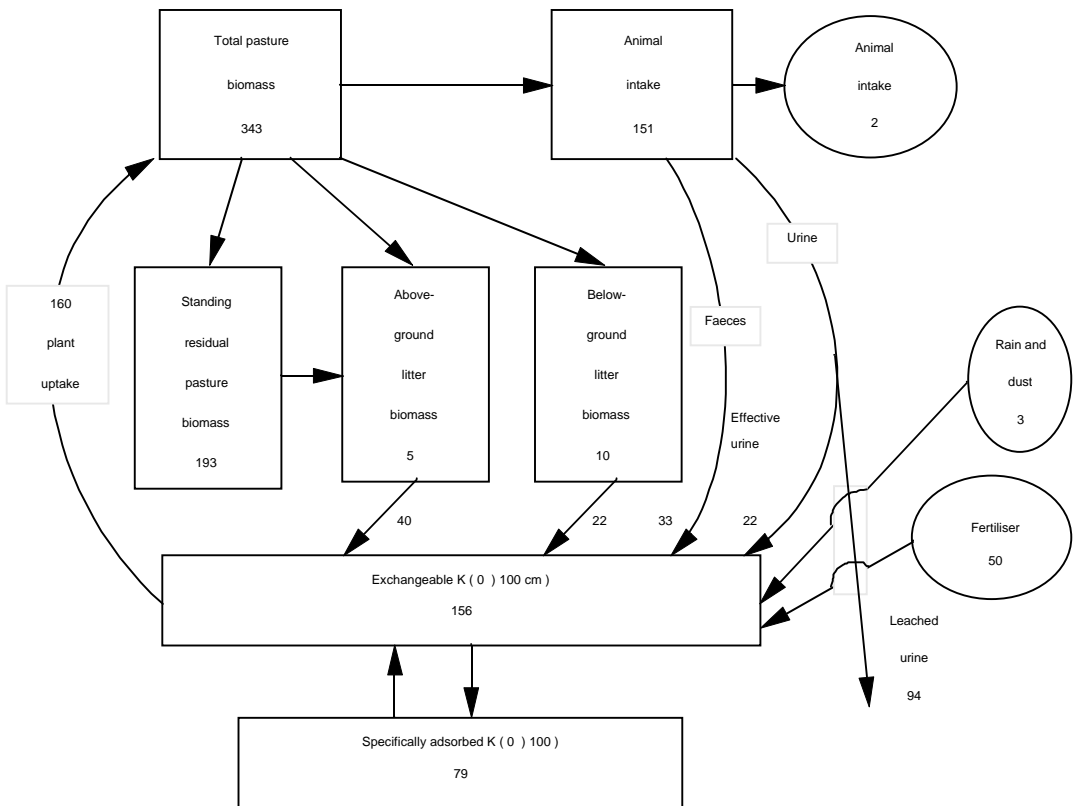 Total pasture
biomass
343
Animal
intake
151
Animal
intake
2
Urine
160
plant
uptake
Standing
residual
pasture
biomass
193
Above-
ground
litter
biomass
5
Below-
ground
litter
biomass
10
Faeces
Effective
urine
Rain and
dust
3
40
22
33
22
Fertiliser
50
Exchangeable K ( 0 ) 100 cm )
156
Leached
urine
94
Specifically adsorbed K ( 0 ) 100 )
79